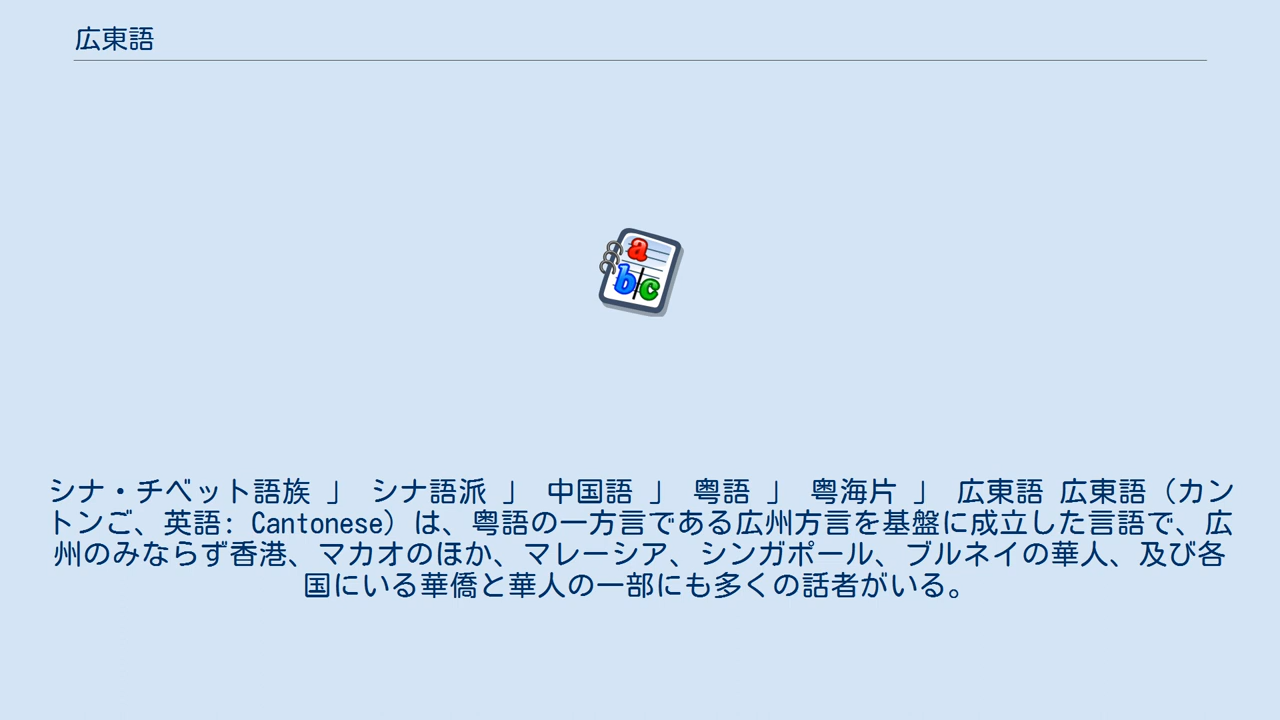 広東語
a
b c
シナ・チベット語族 」 シナ語派 」 中国語 」 粤語 」 粤海片 」 広東語 広東語（カン
トンご、英語: Cantonese）は、粤語の一方言である広州方言を基盤に成立した言語で、広
州のみならず香港、マカオのほか、マレーシア、シンガポール、ブルネイの華人、及び各
国にいる華僑と華人の一部にも多くの話者がいる。